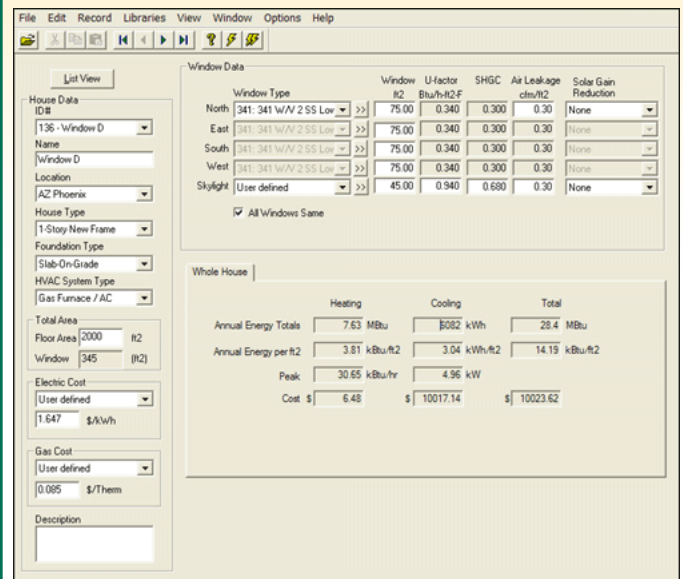 File Edit Record Libraries View Window Options Help
List View
House Data
ID#
136 - Window D
Name
Window D
Location
AZ Phoenix
House Type
1-Story New Frame
Foundation Type
Slab-On-Grade
HVAC System Type
Gas Furnace / AC
Total Area
Floor Area 2000 ft2
Window 345 (ft2)
Electric Cost
User defined
1.647 $/kWh
Gas Cost
User defined
0.085 $/Therm
Description
Window Data
Window U-factor SHGC Air Leakage Solar Gain
Window Type ft2 Btu/h-ft2-F cfm/ft2 Reduction
North 341: 341 W/V 2 SS Low >> 75.00 0.340 0.300 0.30 None
East 341: 341 W/V 2 SS Low >> 75.00 0.340 0.300 0.30 None
South 341: 341 W/V 2 SS Low >> 75.00 0.340 0.300 0.30 None
West 341: 341 W/V 2 SS Low >> 75.00 0.340 0.300 0.30 None
Skylight User defined >> 45.00 0.940 0.680 0.30 None
All Windows Same
Whole House
Heating Cooling Total
Annual Energy Totals 7.63 MBtu 6082 kWh 28.4 MBtu
Annual Energy per ft2 3.81 kBtu/ft2 3.04 kWh/ft2 14.19 kBtu/ft2
Peak 30.65 kBtu/hr 4.96 kW
Cost $ 6.48 $ 10017.14 $ 10023.62